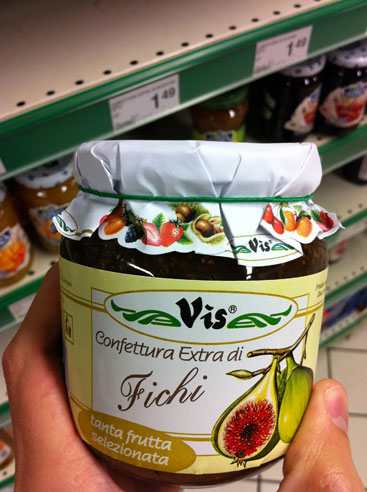 1 49
1 49
Vis
Vis®
Confettura Extra di
Fichi
tanta frutta
selezionata